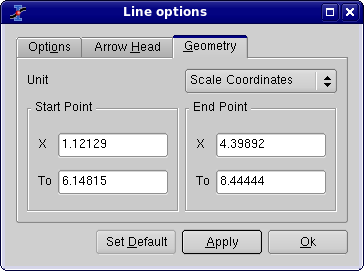 Line options
Options Arrow Head Geometry
Unit Scale Coordinates
Start Point End Point
X 1.12129 X 4.39892
To 6.14815 To 8.44444
Set Default Apply Ok